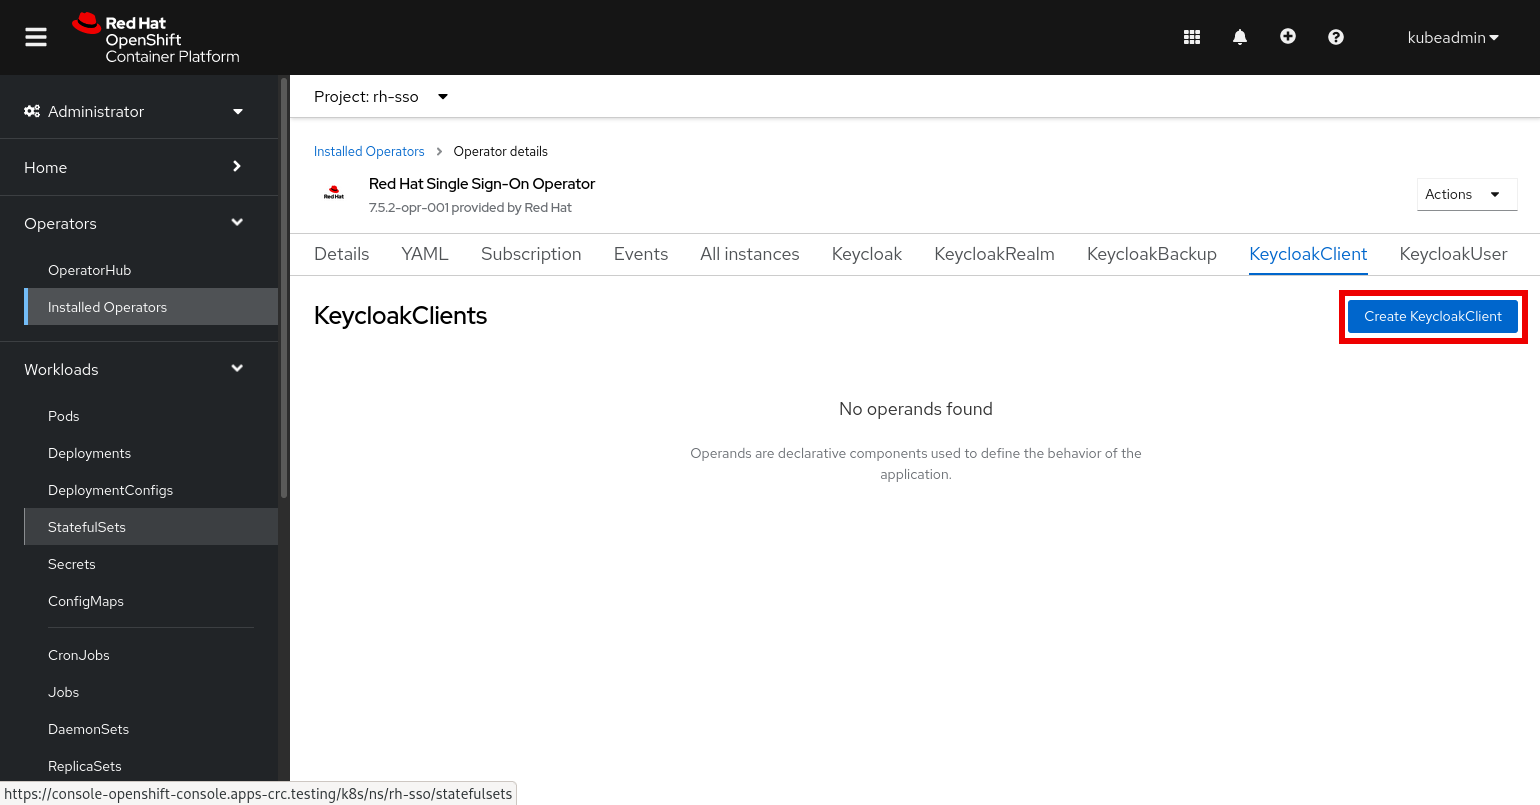 Red Hat
OpenShift
Container Platform
kubeadmin
Administrator
Home
Operators
OperatorHub
Installed Operators
Workloads
Pods
Deployments
DeploymentConfigs
StatefulSets
Secrets
ConfigMaps
CronJobs
Jobs
DaemonSets
ReplicaSets
Project: rh-sso
Installed Operators > Operator details
Red Hat
Red Hat Single Sign-On Operator
7.5.2-opr-001 provided by Red Hat
Actions
Details YAML Subscription Events All instances Keycloak KeycloakRealm KeycloakBackup KeycloakClient KeycloakUser
KeycloakClients
Create KeycloakClient
No operands found
Operands are declarative components used to define the behavior of the
application.
https://console-openshift-console.apps-crc.testing/k8s/ns/rh-sso/statefulsets